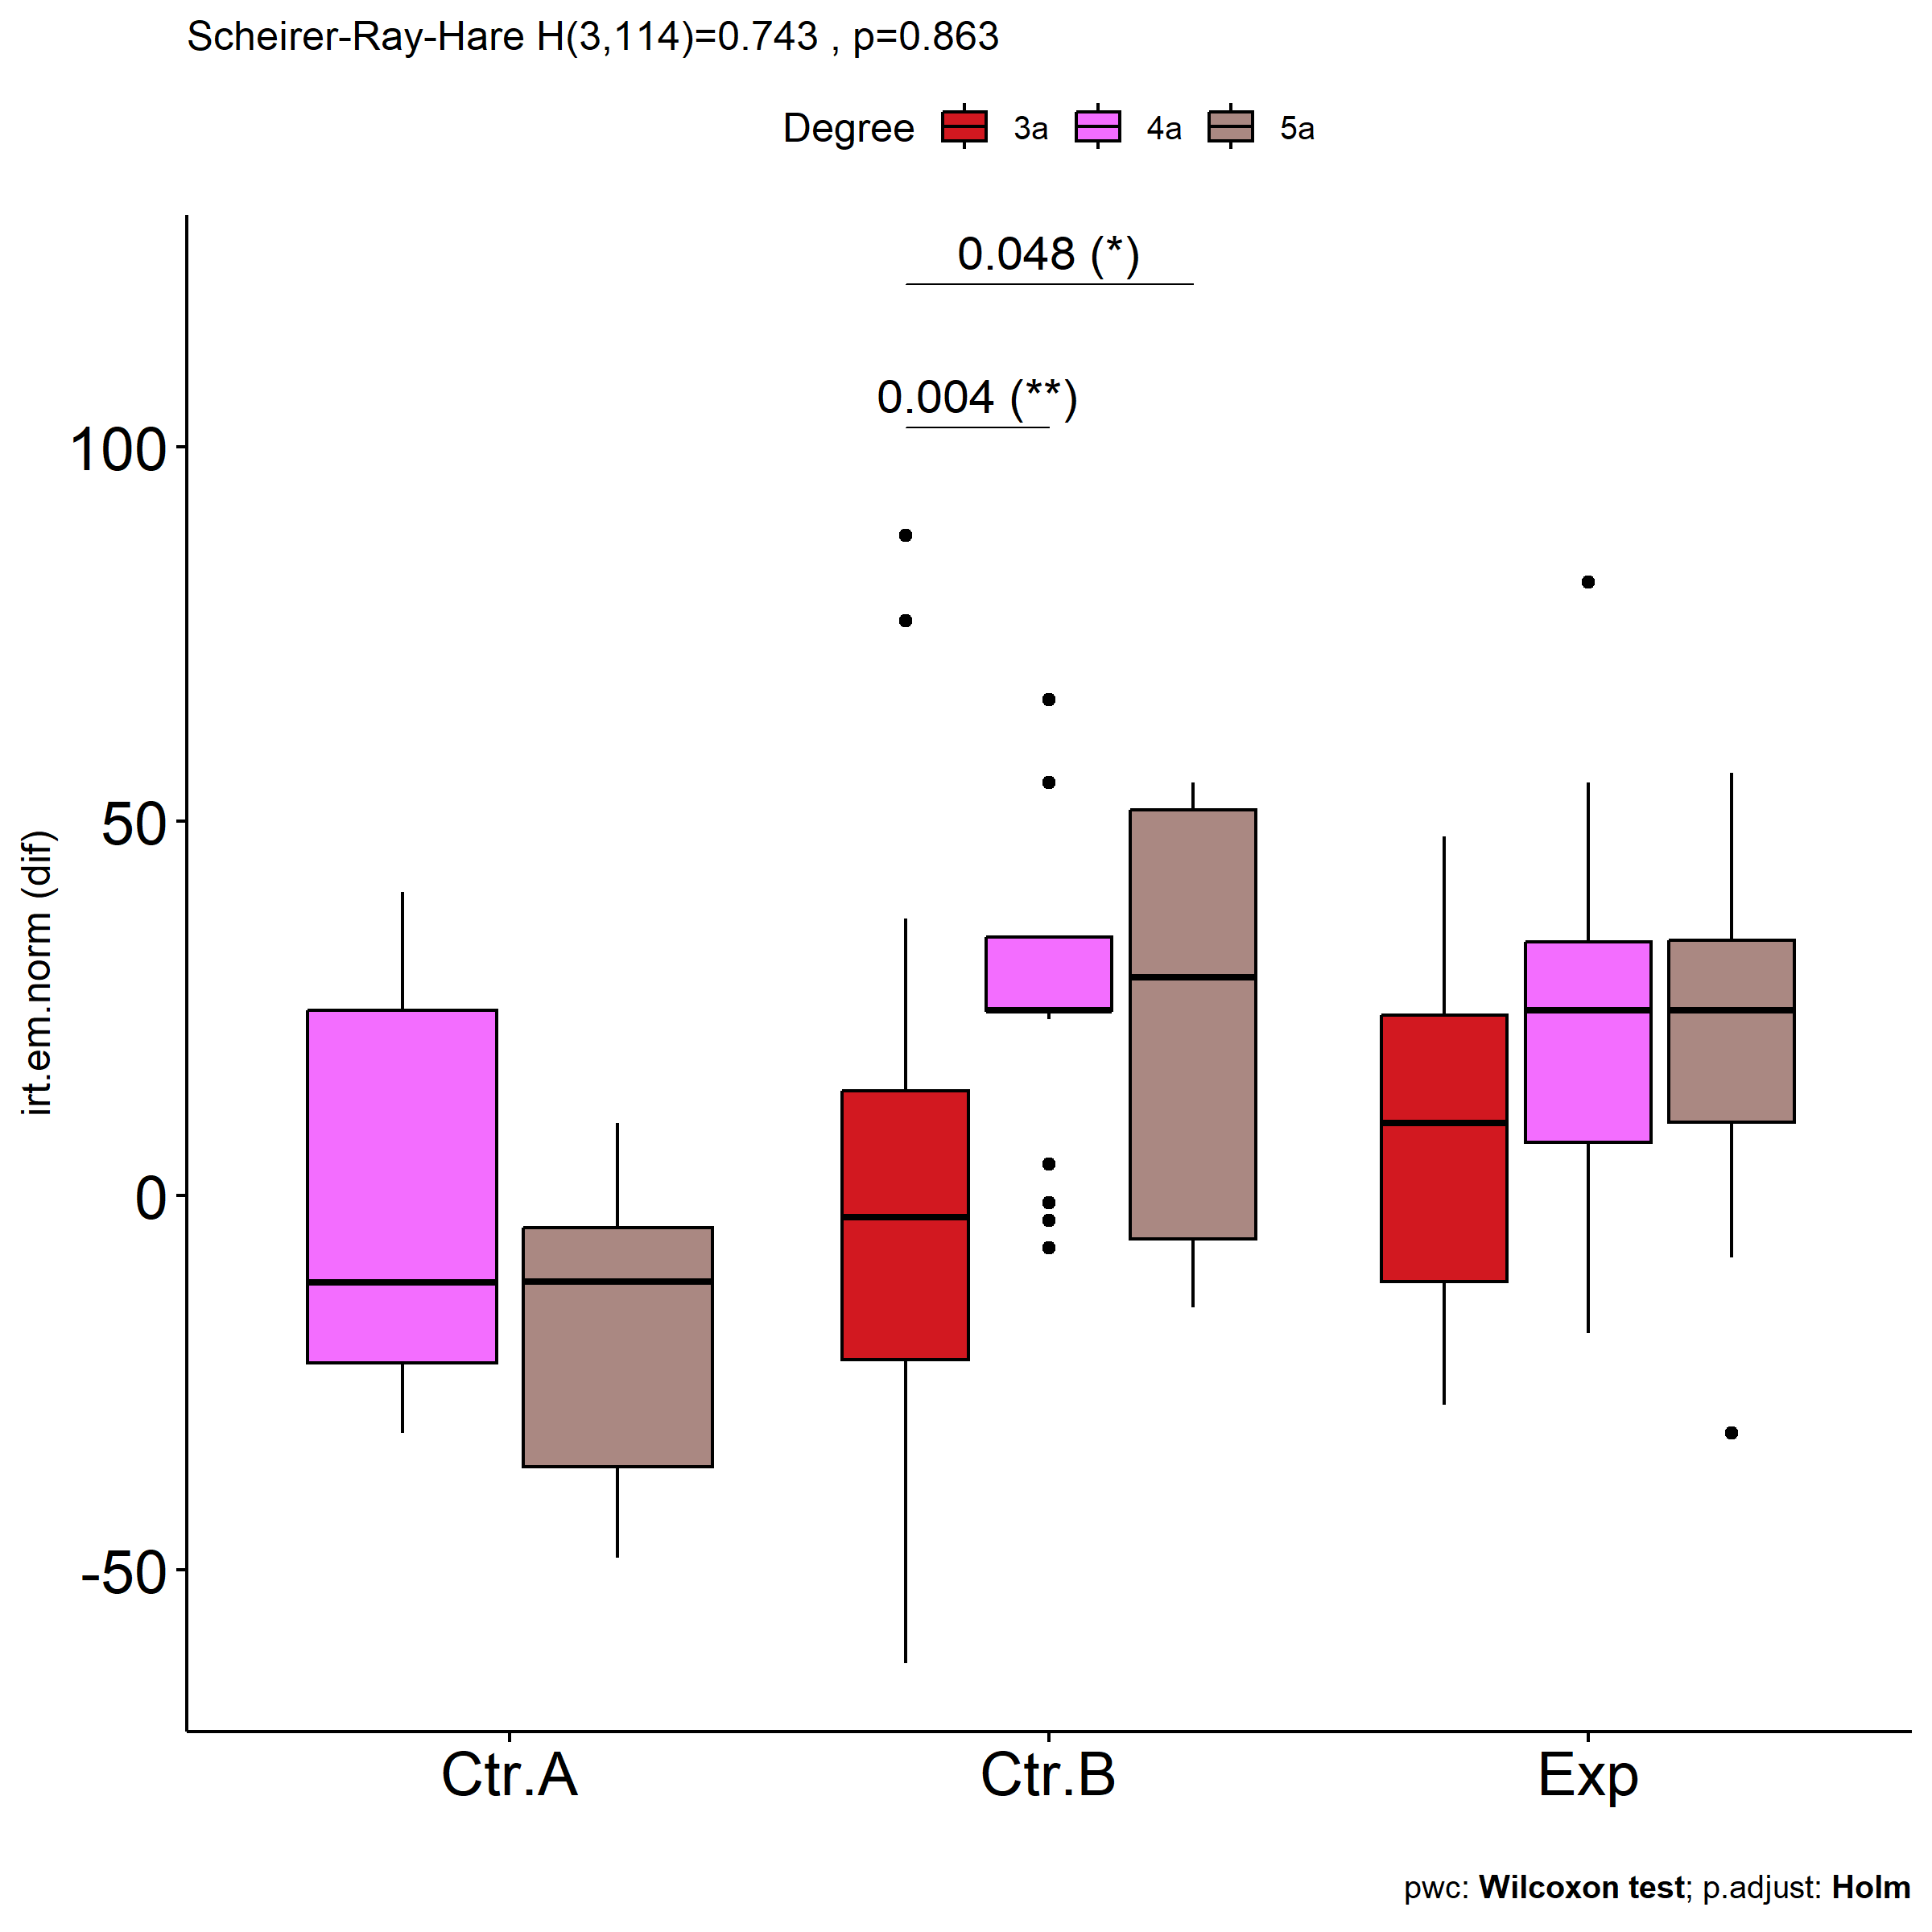 Scheirer-Ray-Hare H(3,114)=0.743 , p=0.863
Degree 3a 4a 5a
0.048 (*)
0.004 (**)
100
50
0
-50
irt.em.norm (dif)
Ctr.A Ctr.B Exp
pwc: Wilcoxon test; p.adjust: Holm